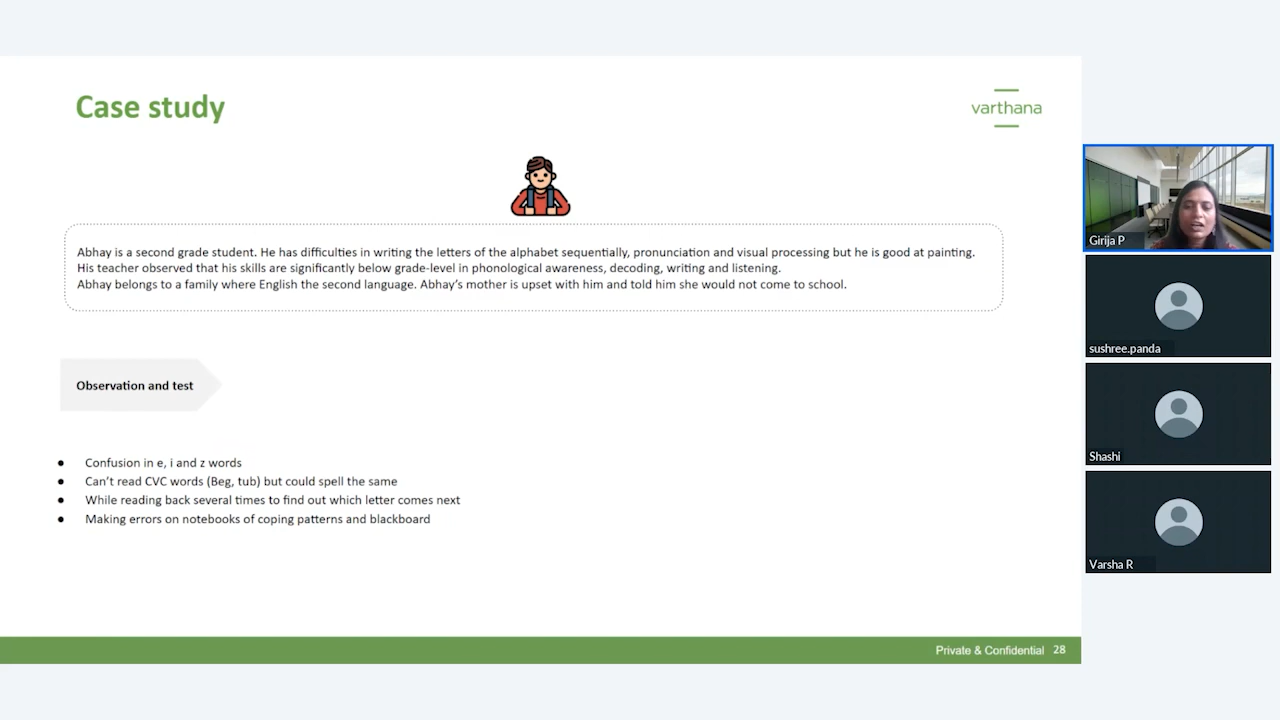 Case study
varthana
Abhay is a second grade student. He has difficulties in writing the letters of the alphabet sequentially, pronunciation and visual processing but he is good at painting.
His teacher observed that his skills are significantly below grade-level in phonological awareness, decoding, writing and listening.
Abhay belongs to a family where English the second language. Abhay's mother is upset with him and told him she would not come to school.
Observation and test
● Confusion in e, i and z words
● Can't read CVC words (Beg, tub) but could spell the same
● While reading back several times to find out which letter comes next
● Making errors on notebooks of coping patterns and blackboard
Private & Confidential 28
Girija P
sushree.panda
Shashi
Varsha R